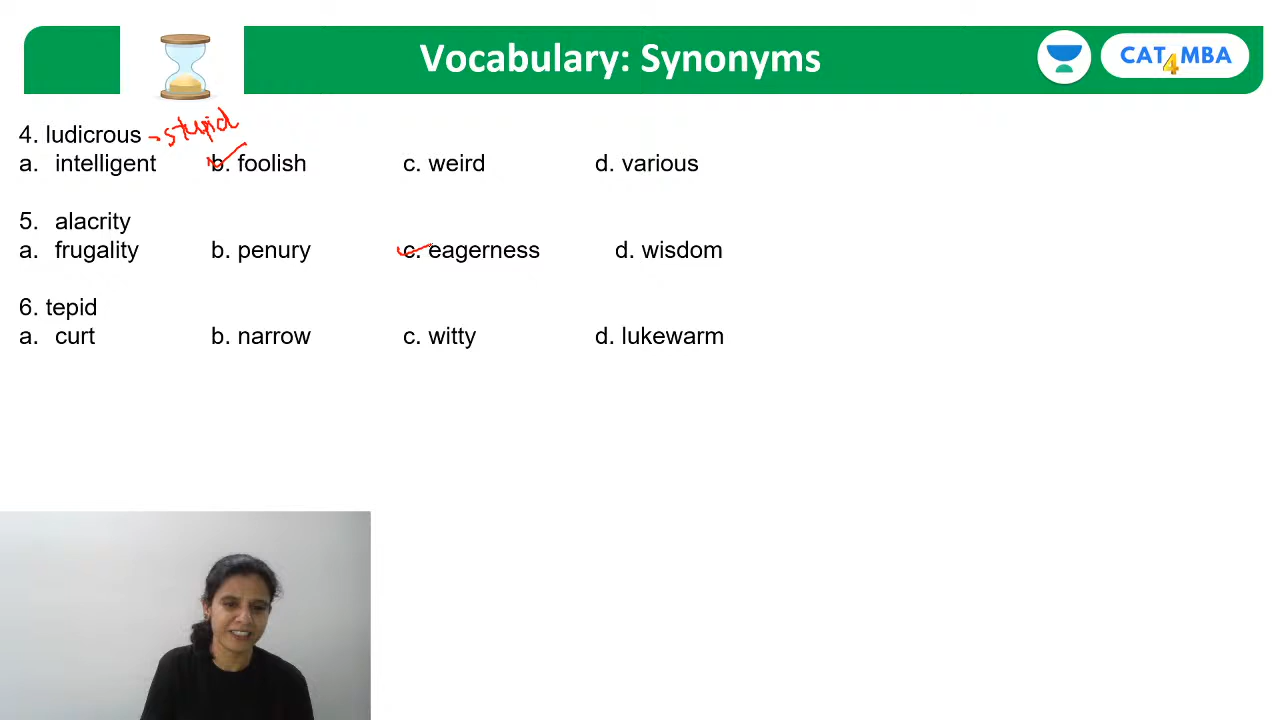 Vocabulary: Synonyms
CAT4MBA
4. ludicrous → stupid
a. intelligent b. foolish c. weird d. various
5. alacrity
a. frugality b. penury c. eagerness d. wisdom
6. tepid
a. curt b. narrow c. witty d. lukewarm